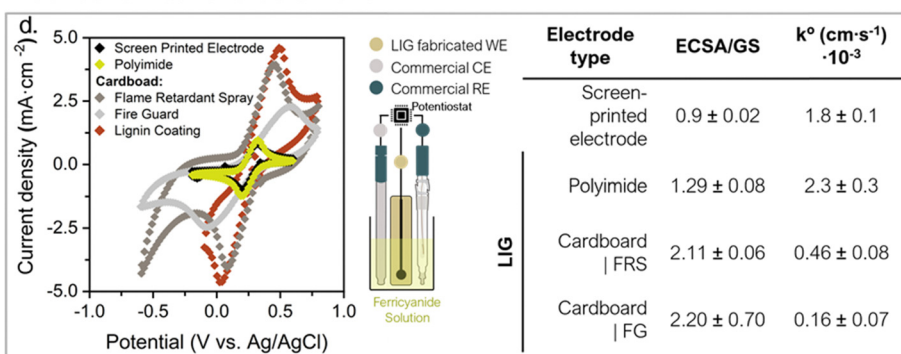 d.
Current density (mA·cm⁻²)
5.0
2.5
0.0
-2.5
-5.0
Screen Printed Electrode
Polyimide
Cardboad:
Flame Retardant Spray
Fire Guard
Lignin Coating
-1.0 -0.5 0.0 0.5 1.0
Potential (V vs. Ag/AgCl)
LIG fabricated WE
Commercial CE
Commercial RE
Potentiostat
Ferricyanide
Solution
Electrode type ECSA/GS kº (cm·s⁻¹) ·10⁻³
Screen-printed electrode 0.9 ± 0.02 1.8 ± 0.1
LIG
Polyimide 1.29 ± 0.08 2.3 ± 0.3
Cardboard | FRS 2.11 ± 0.06 0.46 ± 0.08
Cardboard | FG 2.20 ± 0.70 0.16 ± 0.07